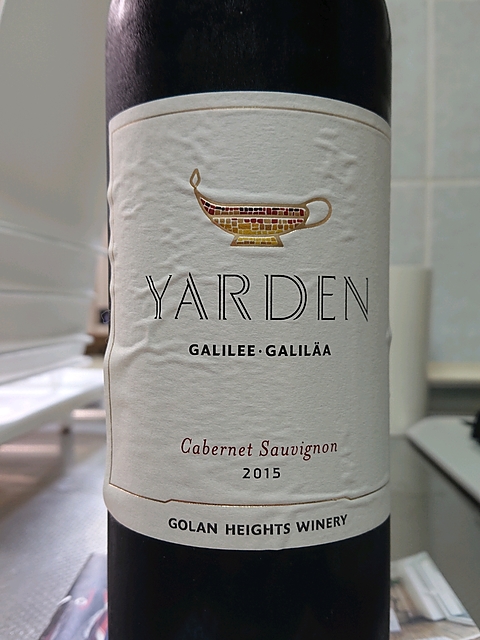 YARDEN
GALILEE·GALILÄA
Cabernet Sauvignon
2015
GOLAN HEIGHTS WINERY